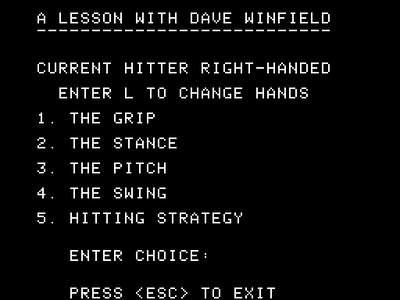 A LESSON WITH DAVE WINFIELD
CURRENT HITTER RIGHT-HANDED
ENTER L TO CHANGE HANDS
1. THE GRIP
2. THE STANCE
3. THE PITCH
4. THE SWING
5. HITTING STRATEGY
ENTER CHOICE:
PRESS <ESC> TO EXIT